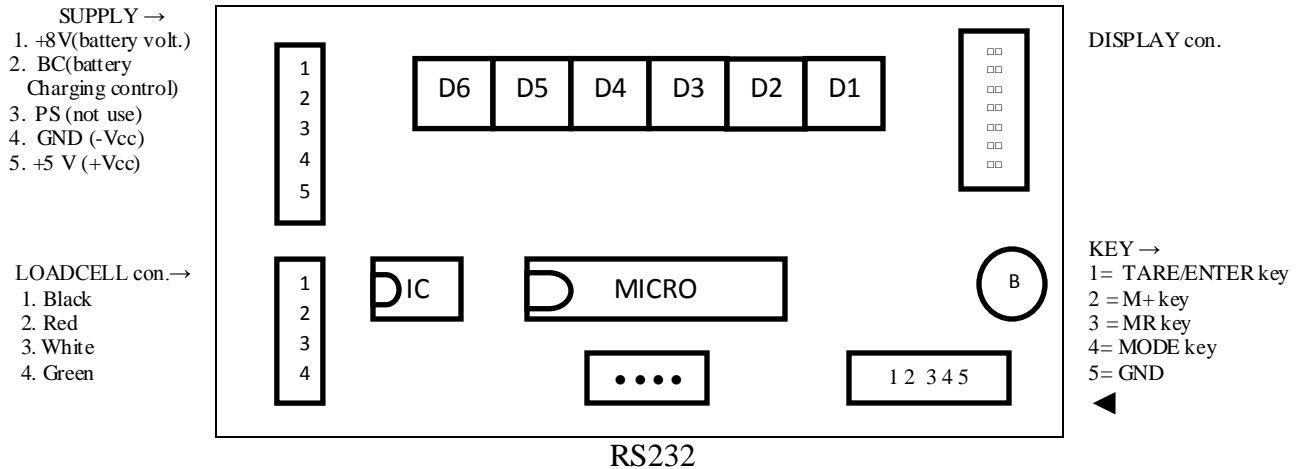 SUPPLY →
1. +8V(battery volt.)
2. BC(battery
Charging control)
3. PS (not use)
4. GND (-Vcc)
5. +5 V (+Vcc)
1
2
3
4
5
D6 D5 D4 D3 D2 D1
DISPLAY con.
LOADCELL con.→
1. Black
2. Red
3. White
4. Green
1
2
3
4
IC
MICRO
B
1 2 3 4 5
KEY →
1= TARE/ENTER key
2 = M+ key
3 = MR key
4= MODE key
5= GND
RS232